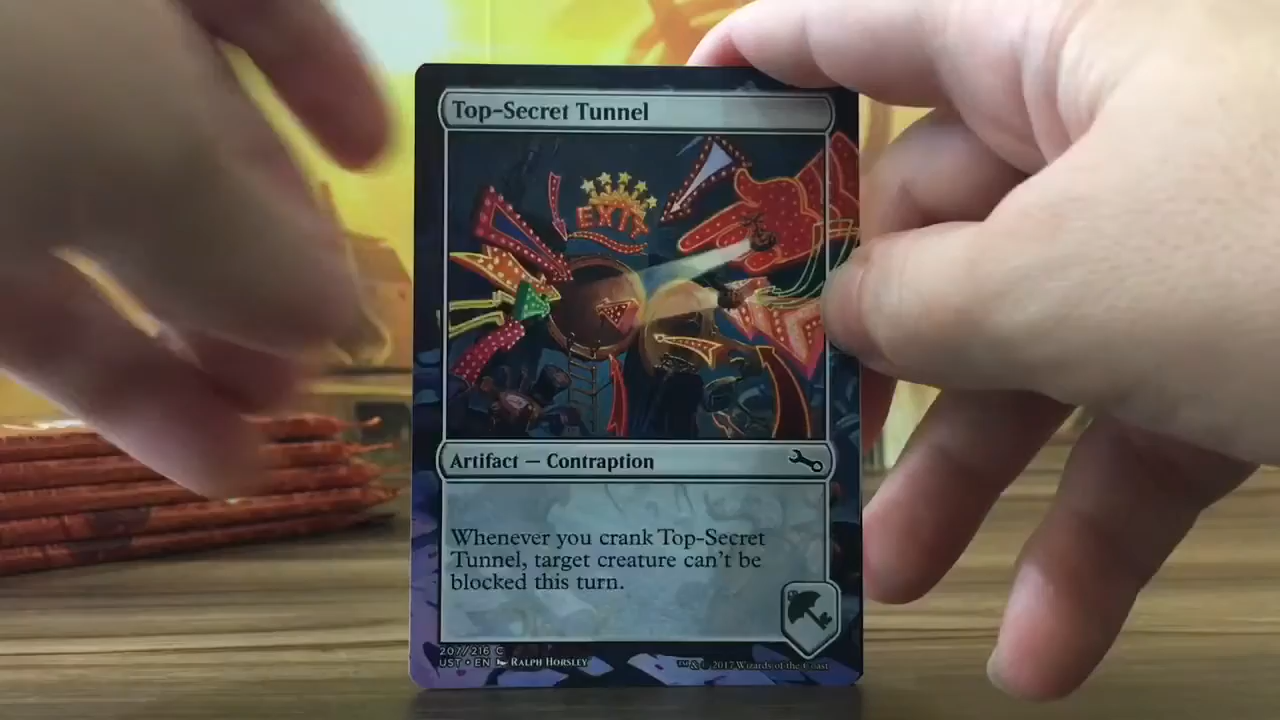 Top-Secret Tunnel
EXIT
Artifact — Contraption
Whenever you crank Top-Secret
Tunnel, target creature can't be
blocked this turn.
207/216 C
UST • EN RALPH HORSLEY
™ & © 2017 Wizards of the Coast